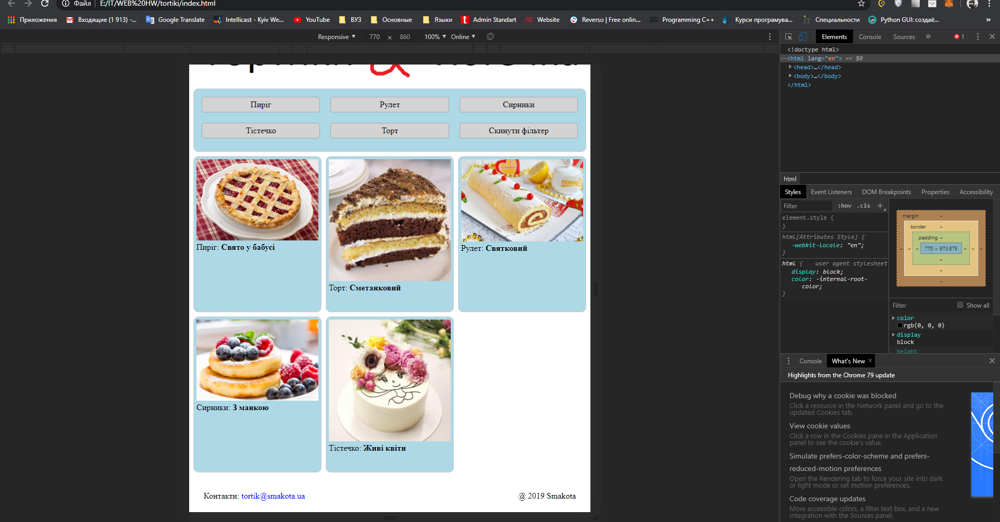 Файл | E:/IT/WEB%20HW/tortiki/index.html
Приложения Входящие (1 913) -... Google Translate Intellicast - Kyiv We... YouTube ВУЗ Основные Языки Admin Standart ART Website Reverso | Free onlin... Programming C++ Курси програмува... Специальности Python GUI: создаё... »
Responsive ▼ 770 × 860 100% ▼ Online ▼
Elements Console Sources » 1
<!doctype html>
<html lang="en"> == $0
<head>…</head>
<body>…</body>
</html>
Пиріг Рулет Сирники
Тістечко Торт Скинути фільтер
Пиріг: Свято у бабусі
Торт: Сметанковий
Рулет: Святковий
Сирники: З манкою
Тістечко: Живі квіти
Контакти: tortik@smakota.ua @ 2019 Smakota
html
Styles Event Listeners DOM Breakpoints Properties Accessibility
Filter :hov .cls +
element.style {
}
html[Attributes Style] {
-webkit-locale: "en";
}
html { user agent stylesheet
display: block;
color: -internal-root-
color;
}
margin –
border –
padding –
770 × 973.875
Filter Show all
color
rgb(0, 0, 0)
display
block
height
Console What's New ×
Highlights from the Chrome 79 update
Debug why a cookie was blocked
Click a resource in the Network panel and go to the
updated Cookies tab.
View cookie values
Click a row in the Cookies pane in the Application
panel to see the cookie's value.
Simulate prefers-color-scheme and prefers-
reduced-motion preferences
Open the Rendering tab to force your site into dark
or light mode or set motion preferences.
Code coverage updates
More accessible colors, a filter text box, and a new
integration with the Sources panel.